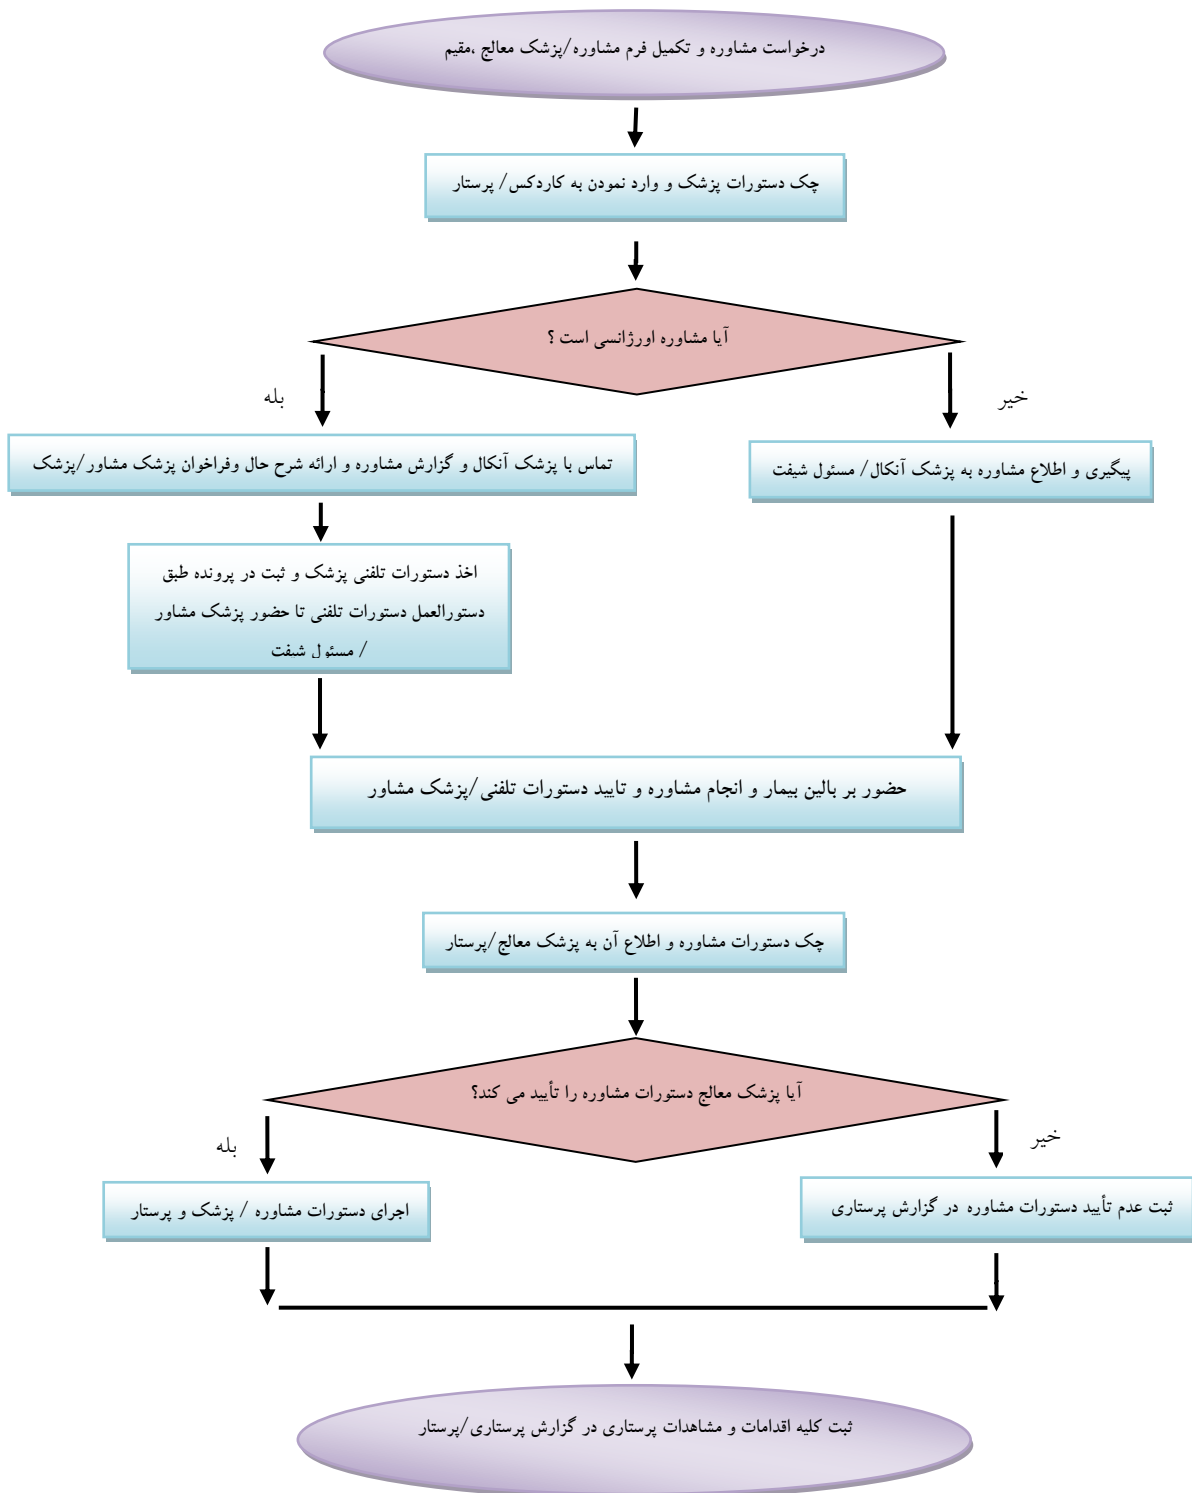 درخواست مشاوره و تکمیل فرم مشاوره/پزشک معالج ،مقیم
چک دستورات پزشک و وارد نمودن به کاردکس/ پرستار
آیا مشاوره اورژانسی است ؟
خیر
بله
پیگیری و اطلاع مشاوره به پزشک آنکال/ مسئول شیفت
تماس با پزشک آنکال و گزارش مشاوره و ارائه شرح حال وفراخوان پزشک مشاور/پزشک
اخذ دستورات تلفنی پزشک و ثبت در پرونده طبق
دستورالعمل دستورات تلفنی تا حضور پزشک مشاور
/ مسئول شیفت
حضور بر بالین بیمار و انجام مشاوره و تایید دستورات تلفنی/پزشک مشاور
چک دستورات مشاوره و اطلاع آن به پزشک معالج/پرستار
آیا پزشک معالج دستورات مشاوره را تأیید می کند؟
خیر
بله
ثبت عدم تأیید دستورات مشاوره در گزارش پرستاری
اجرای دستورات مشاوره / پزشک و پرستار
ثبت کلیه اقدامات و مشاهدات پرستاری در گزارش پرستاری/پرستار